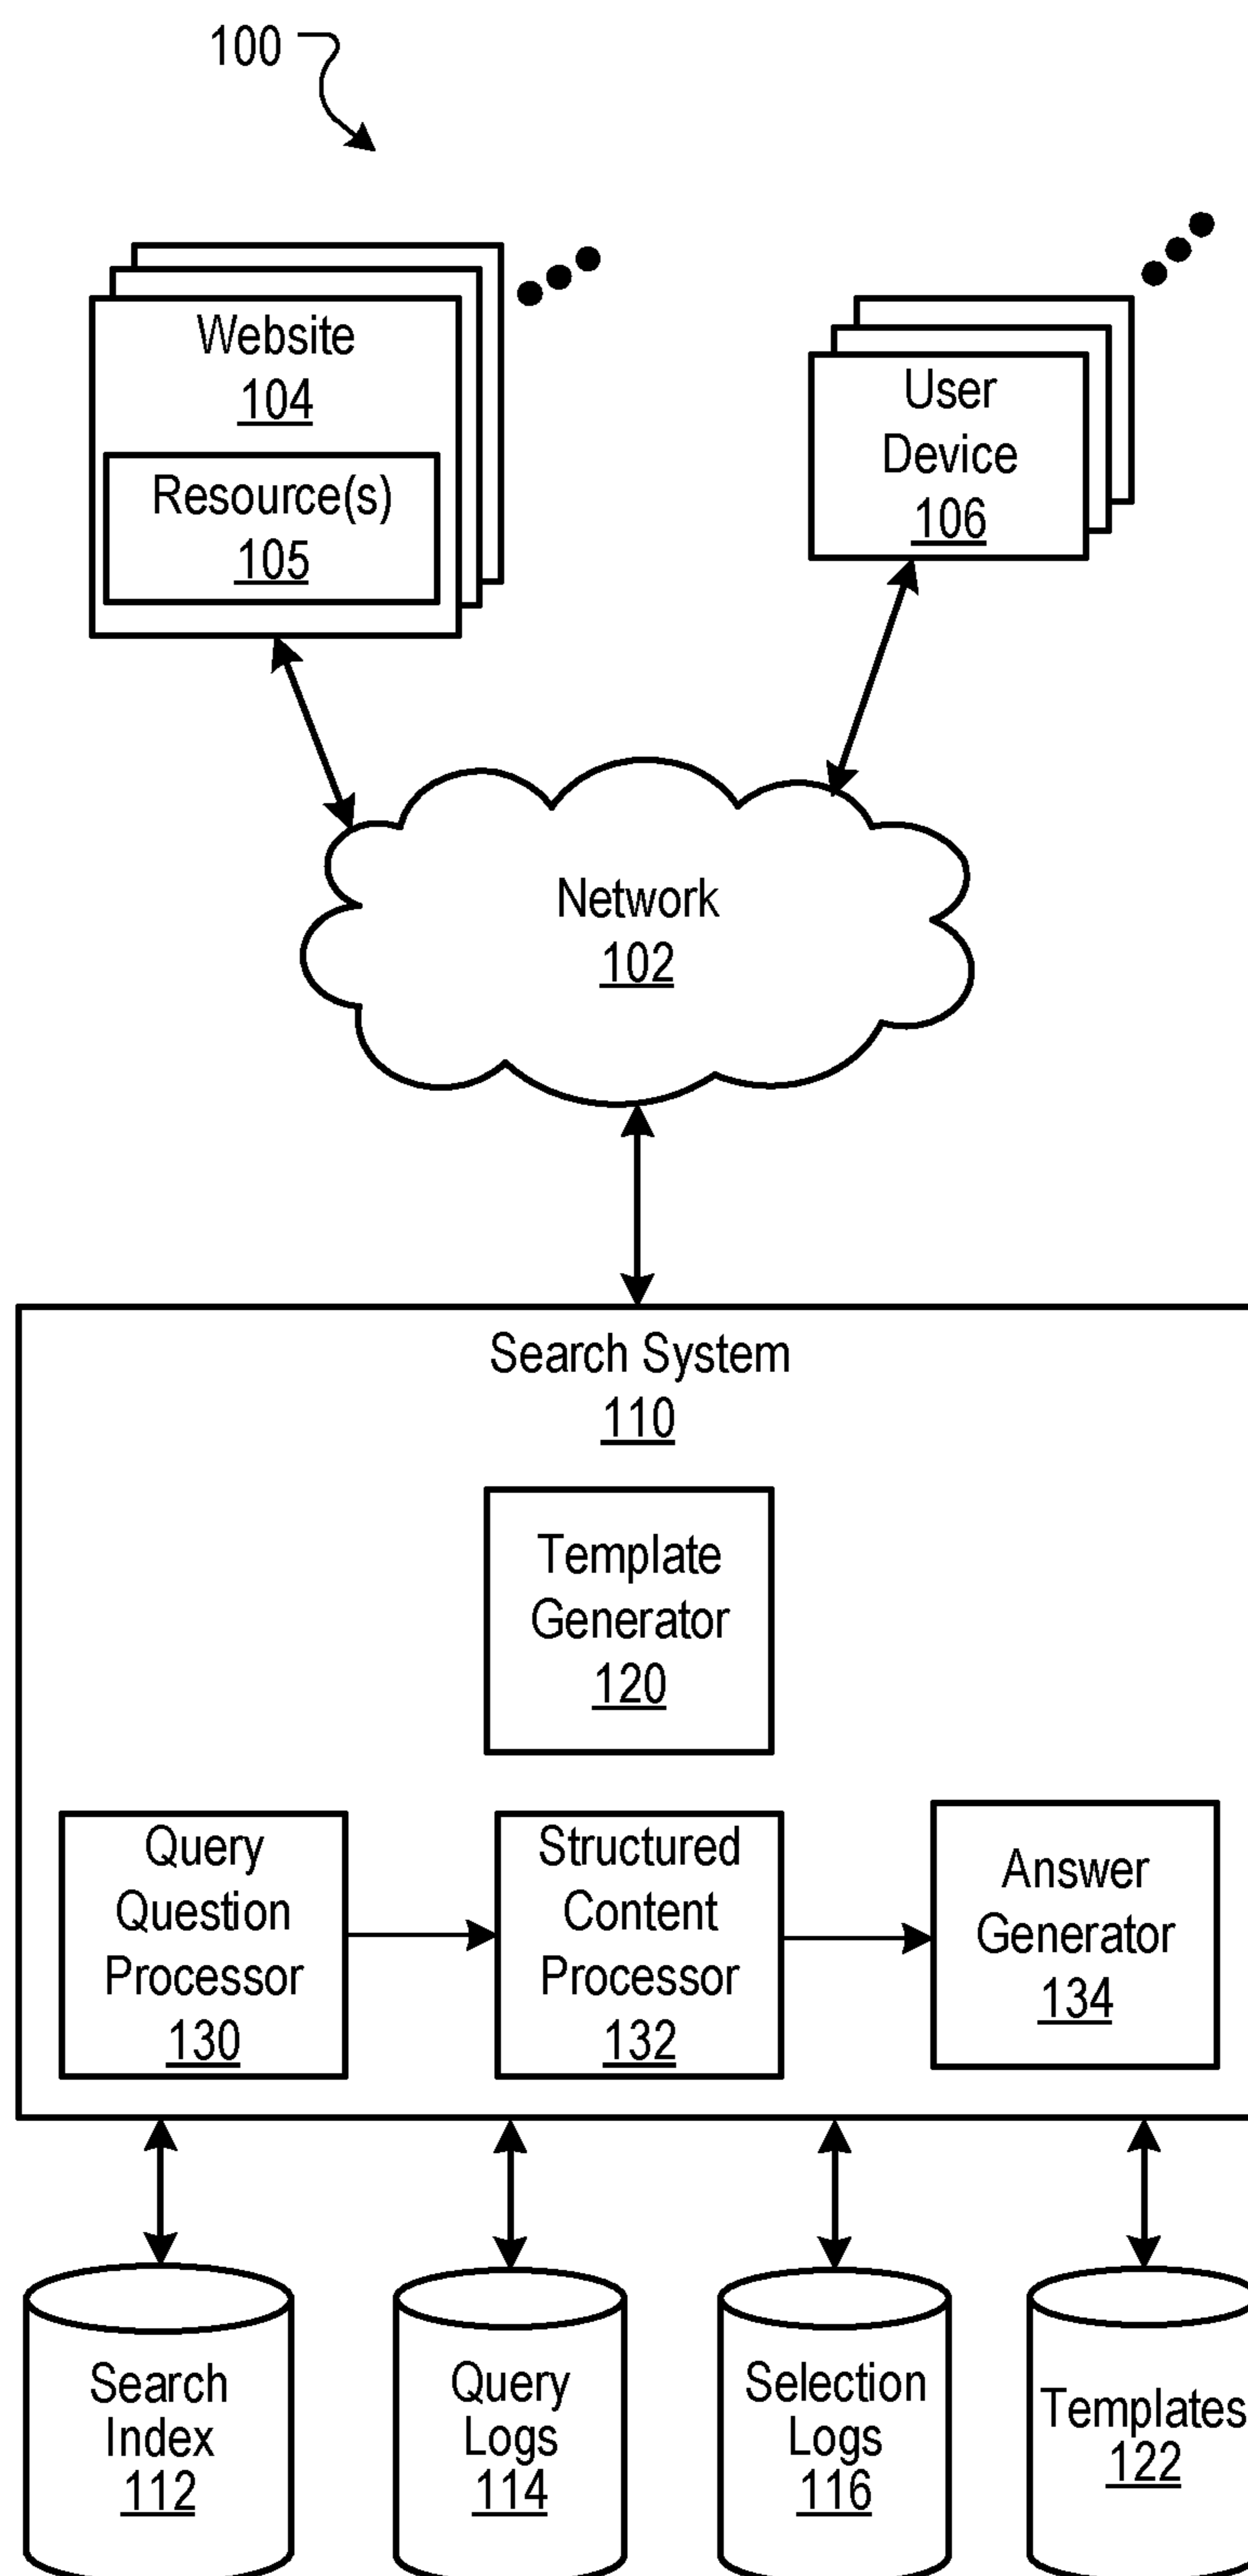 100
Website
104
Resource(s)
105
User
Device
106
Network
102
Search System
110
Template
Generator
120
Query
Question
Processor
130
Structured
Content
Processor
132
Answer
Generator
134
Search
Index
112
Query
Logs
114
Selection
Logs
116
Templates
122